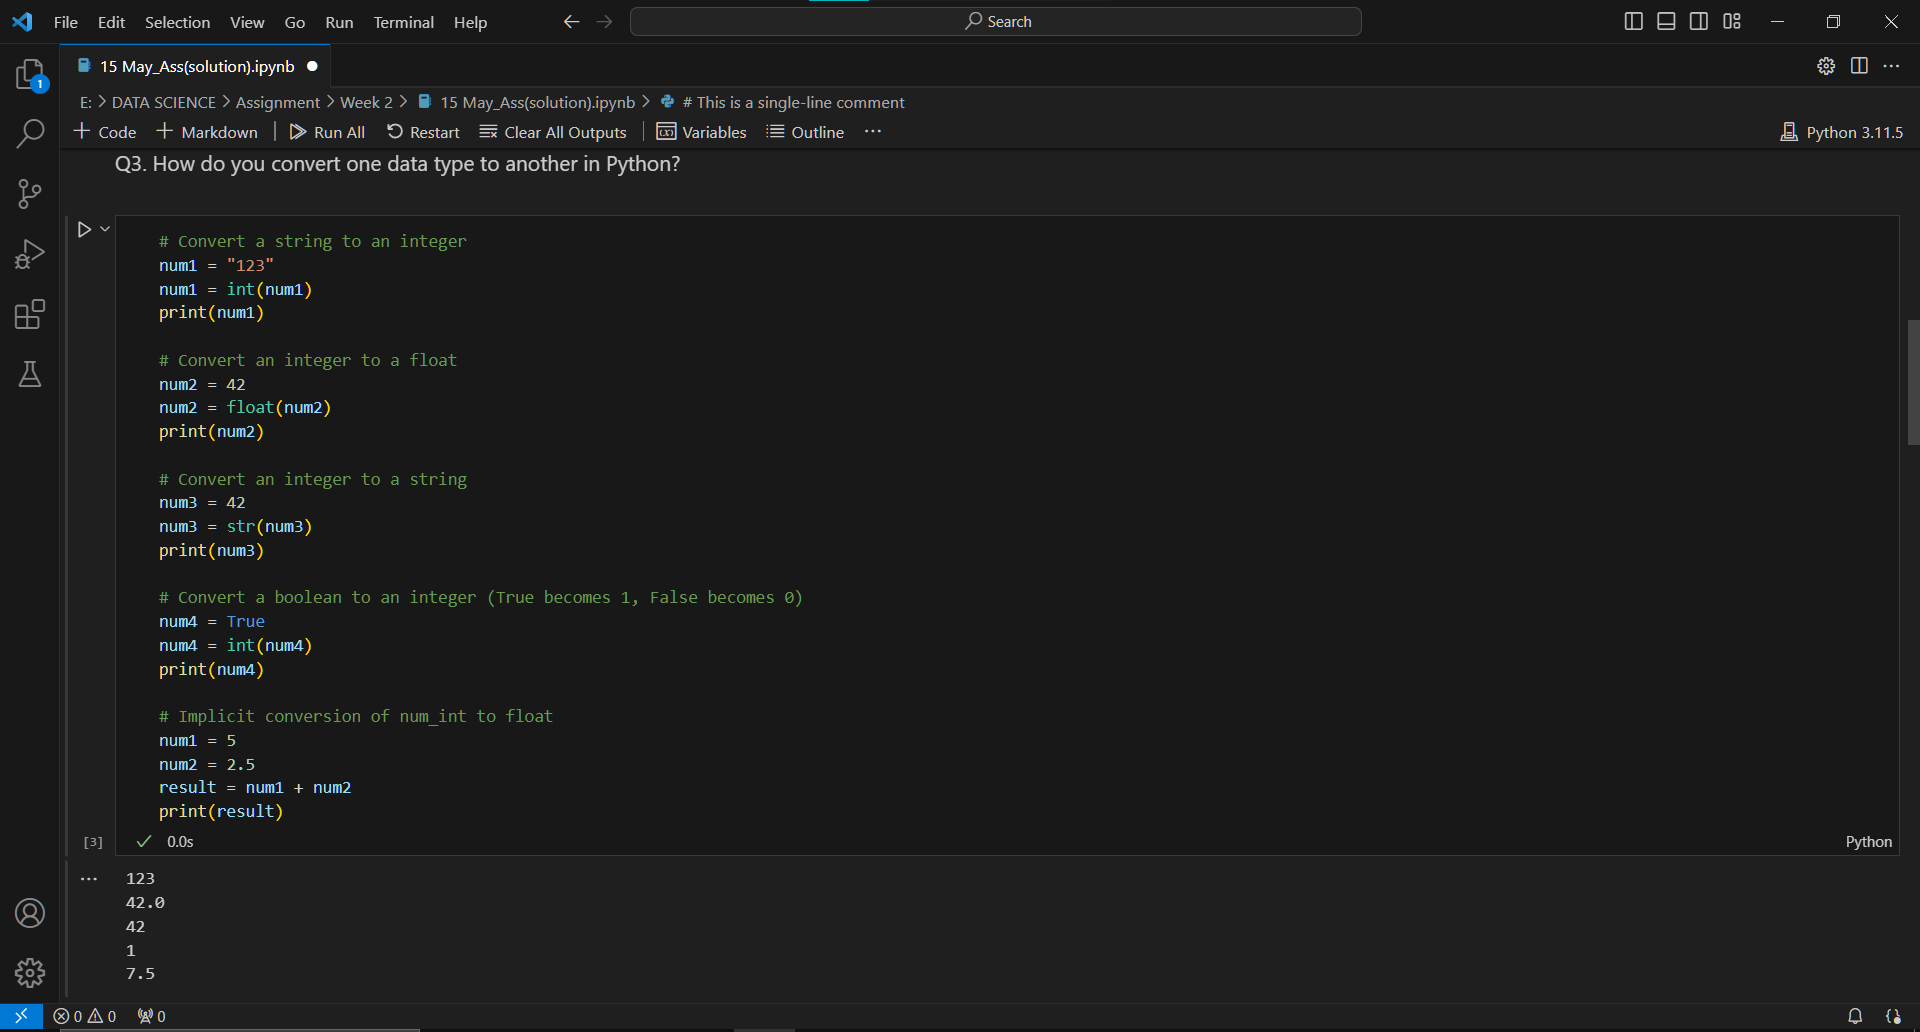 File Edit Selection View Go Run Terminal Help Search
15 May_Ass(solution).ipynb
1
E: > DATA SCIENCE > Assignment > Week 2 > 15 May_Ass(solution).ipynb > # This is a single-line comment
+ Code + Markdown | Run All Restart Clear All Outputs | Variables Outline ... Python 3.11.5
Q3. How do you convert one data type to another in Python?
# Convert a string to an integer
num1 = "123"
num1 = int(num1)
print(num1)
# Convert an integer to a float
num2 = 42
num2 = float(num2)
print(num2)
# Convert an integer to a string
num3 = 42
num3 = str(num3)
print(num3)
# Convert a boolean to an integer (True becomes 1, False becomes 0)
num4 = True
num4 = int(num4)
print(num4)
# Implicit conversion of num_int to float
num1 = 5
num2 = 2.5
result = num1 + num2
print(result)
[3] 0.0s Python
... 123
42.0
42
1
7.5
0 0 0